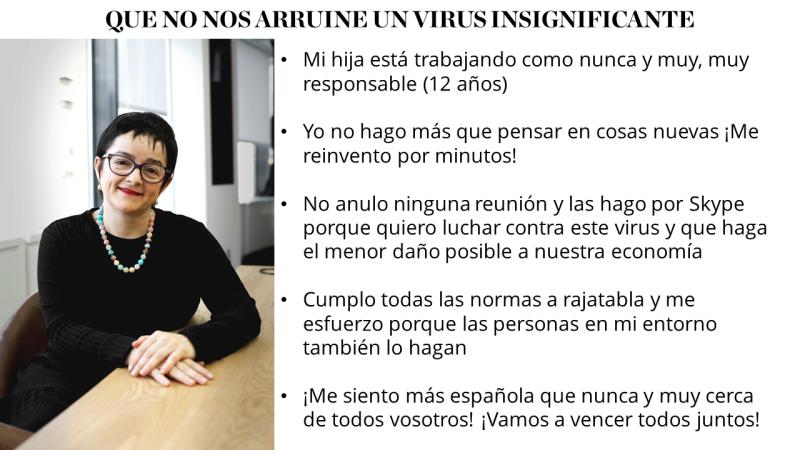 QUE NO NOS ARRUINE UN VIRUS INSIGNIFICANTE
• Mi hija está trabajando como nunca y muy, muy
responsable (12 años)
• Yo no hago más que pensar en cosas nuevas ¡Me
reinvento por minutos!
• No anulo ninguna reunión y las hago por Skype
porque quiero luchar contra este virus y que haga
el menor daño posible a nuestra economía
• Cumplo todas las normas a rajatabla y me
esfuerzo porque las personas en mi entorno
también lo hagan
• ¡Me siento más española que nunca y muy cerca
de todos vosotros! ¡Vamos a vencer todos juntos!